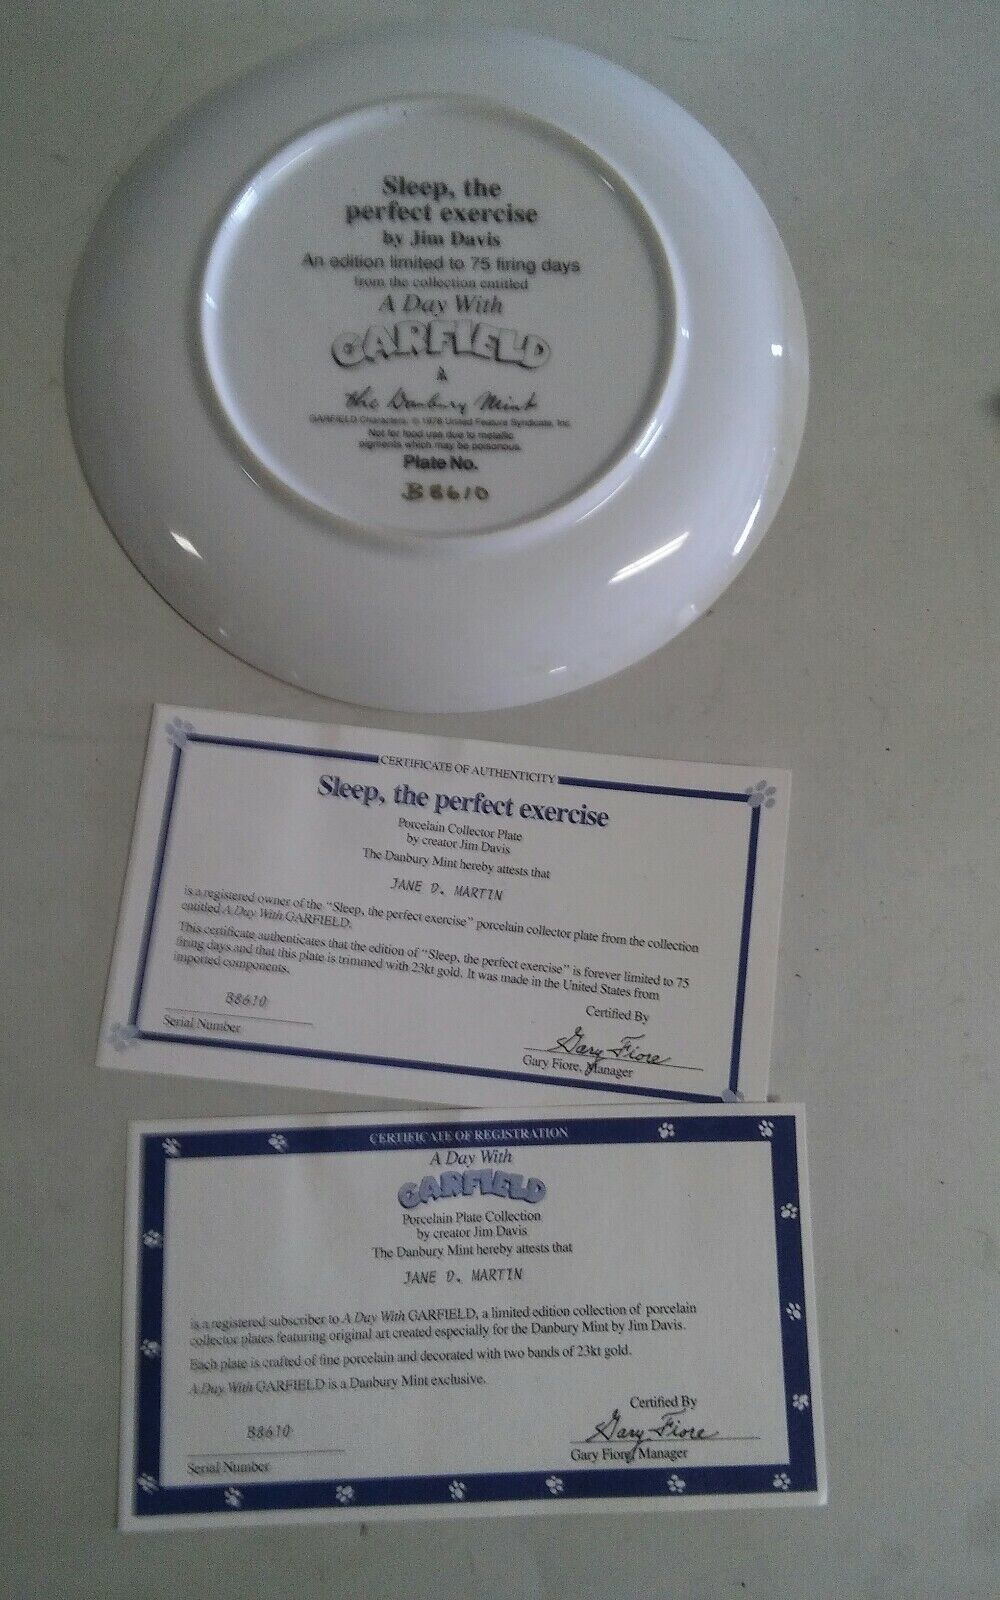 Sleep, the
perfect exercise
by Jim Davis
An edition limited to 75 firing days
from the collection entitled
A Day With
GARFIELD
The Danbury Mint
GARFIELD Characters: © 1978 United Feature Syndicate, Inc.
Not for food use due to metallic
pigments which may be poisonous.
Plate No.
B8610
CERTIFICATE OF AUTHENTICITY
Sleep, the perfect exercise
Porcelain Collector Plate
by creator Jim Davis
The Danbury Mint hereby attests that
JANE D. MARTIN
is a registered owner of the "Sleep, the perfect exercise" porcelain collector plate from the collection
entitled A Day With GARFIELD.
This certificate authenticates that the edition of "Sleep, the perfect exercise" is forever limited to 75
firing days and that this plate is trimmed with 23kt gold. It was made in the United States from
imported components.
B8610
Serial Number
Certified By
Gary Fiore
Gary Fiore, Manager
CERTIFICATE OF REGISTRATION
A Day With
GARFIELD
Porcelain Plate Collection
by creator Jim Davis
The Danbury Mint hereby attests that
JANE D. MARTIN
is a registered subscriber to A Day With GARFIELD, a limited edition collection of porcelain
collector plates featuring original art created especially for the Danbury Mint by Jim Davis.
Each plate is crafted of fine porcelain and decorated with two bands of 23kt gold.
A Day With GARFIELD is a Danbury Mint exclusive.
B8610
Serial Number
Certified By
Gary Fiore
Gary Fiore, Manager